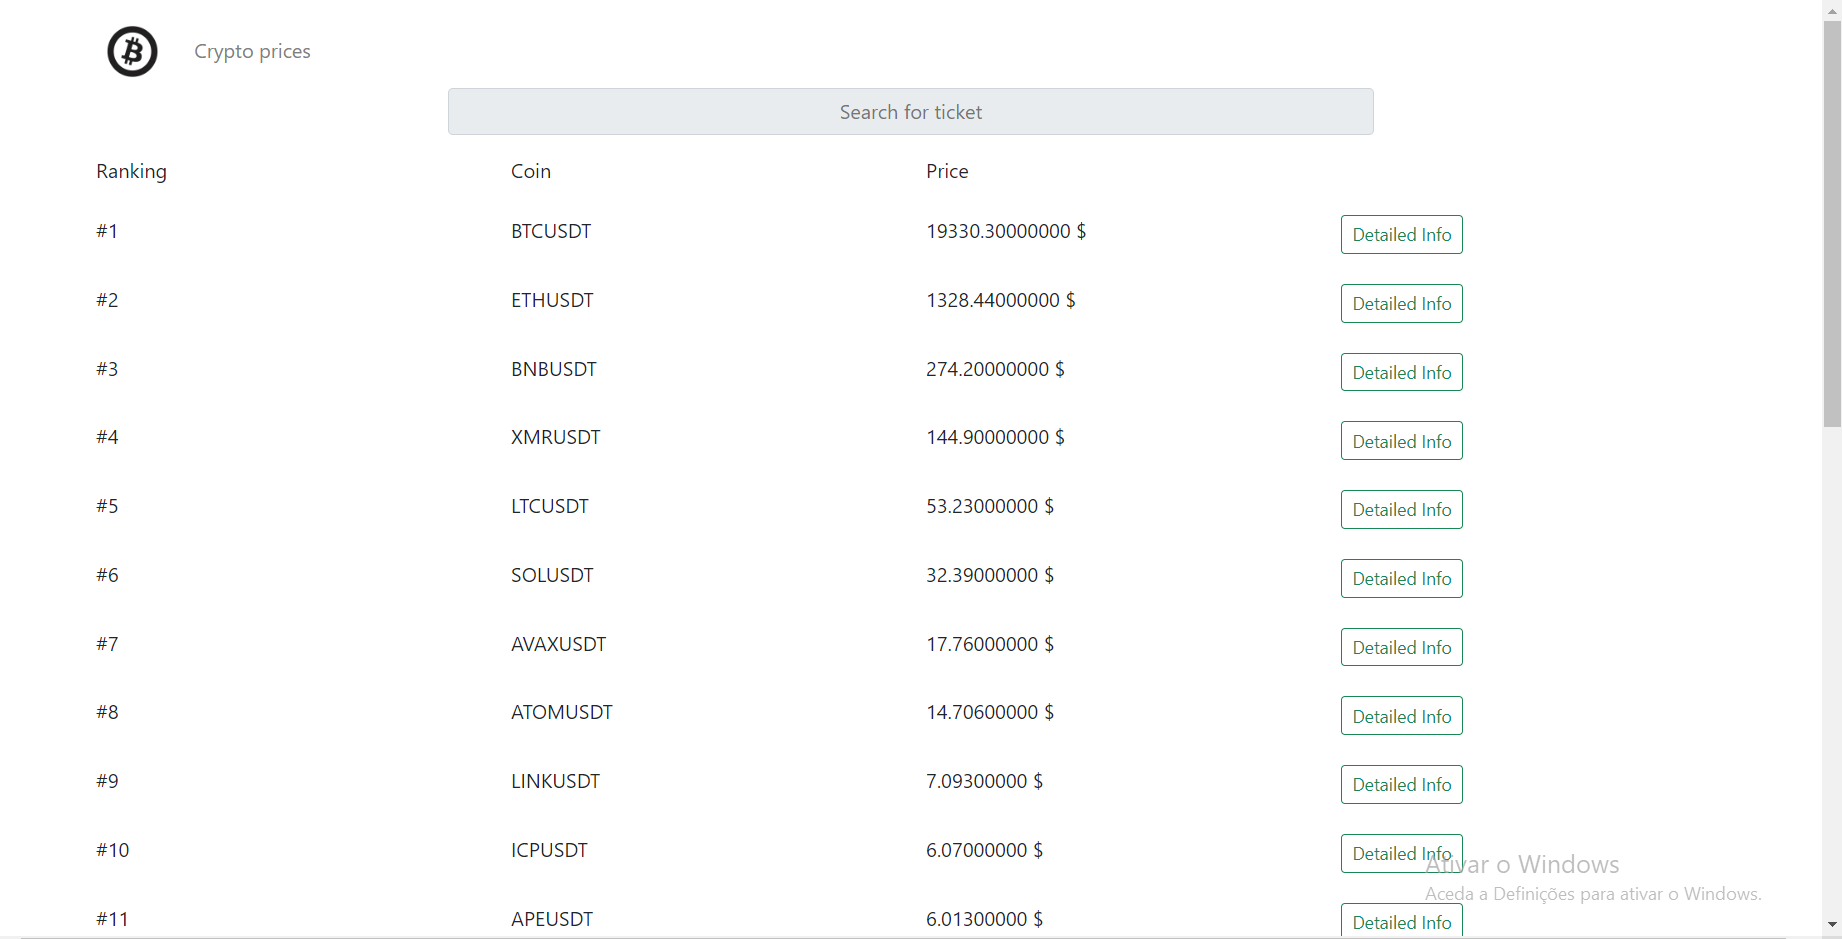 Crypto prices
Search for ticket
Ranking Coin Price
#1 BTCUSDT 19330.30000000 $ Detailed Info
#2 ETHUSDT 1328.44000000 $ Detailed Info
#3 BNBUSDT 274.20000000 $ Detailed Info
#4 XMRUSDT 144.90000000 $ Detailed Info
#5 LTCUSDT 53.23000000 $ Detailed Info
#6 SOLUSDT 32.39000000 $ Detailed Info
#7 AVAXUSDT 17.76000000 $ Detailed Info
#8 ATOMUSDT 14.70600000 $ Detailed Info
#9 LINKUSDT 7.09300000 $ Detailed Info
#10 ICPUSDT 6.07000000 $ Detailed Info
Ativar o Windows
Aceda a Definições para ativar o Windows.
#11 APEUSDT 6.01300000 $ Detailed Info